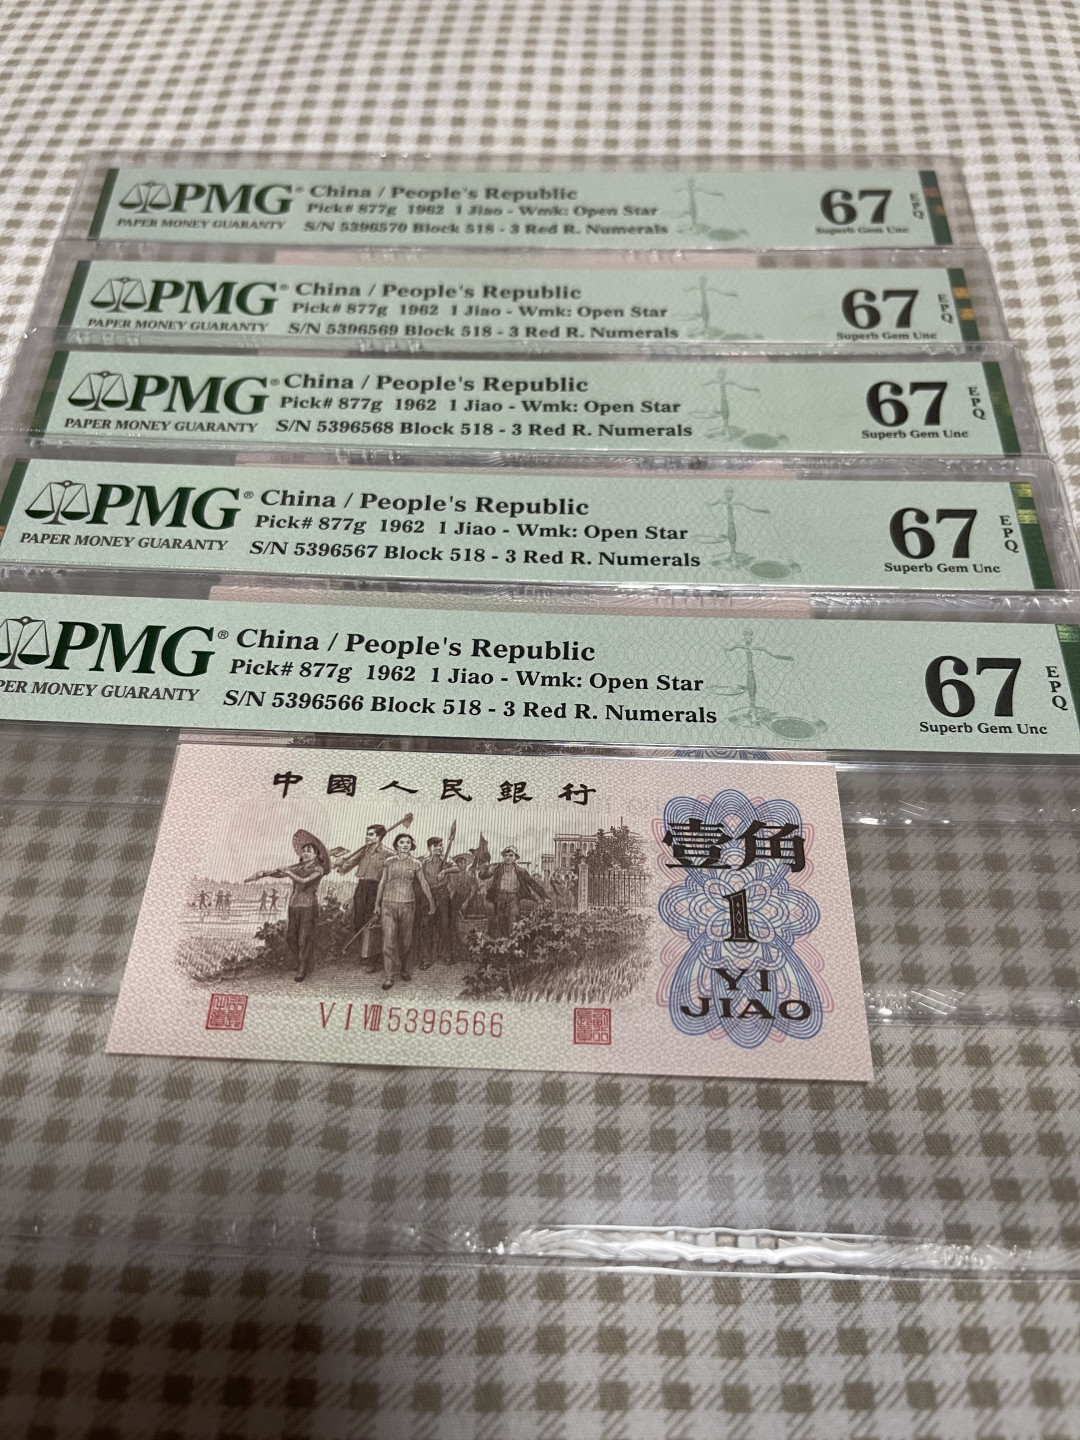 PMG® China / People's Republic
Pick# 877g 1962 1 Jiao - Wmk: Open Star
PAPER MONEY GUARANTY S/N 5396570 Block 518 - 3 Red R. Numerals
67 EPQ
Superb Gem Unc
PMG® China / People's Republic
Pick# 877g 1962 1 Jiao - Wmk: Open Star
PAPER MONEY GUARANTY S/N 5396569 Block 518 - 3 Red R. Numerals
67 EPQ
Superb Gem Unc
PMG® China / People's Republic
Pick# 877g 1962 1 Jiao - Wmk: Open Star
PAPER MONEY GUARANTY S/N 5396568 Block 518 - 3 Red R. Numerals
67 EPQ
Superb Gem Unc
PMG® China / People's Republic
Pick# 877g 1962 1 Jiao - Wmk: Open Star
PAPER MONEY GUARANTY S/N 5396567 Block 518 - 3 Red R. Numerals
67 EPQ
Superb Gem Unc
PMG® China / People's Republic
Pick# 877g 1962 1 Jiao - Wmk: Open Star
PER MONEY GUARANTY S/N 5396566 Block 518 - 3 Red R. Numerals
67 EPQ
Superb Gem Unc
中國人民銀行
壹角
1
YI
JIAO
V I VIII 5396566